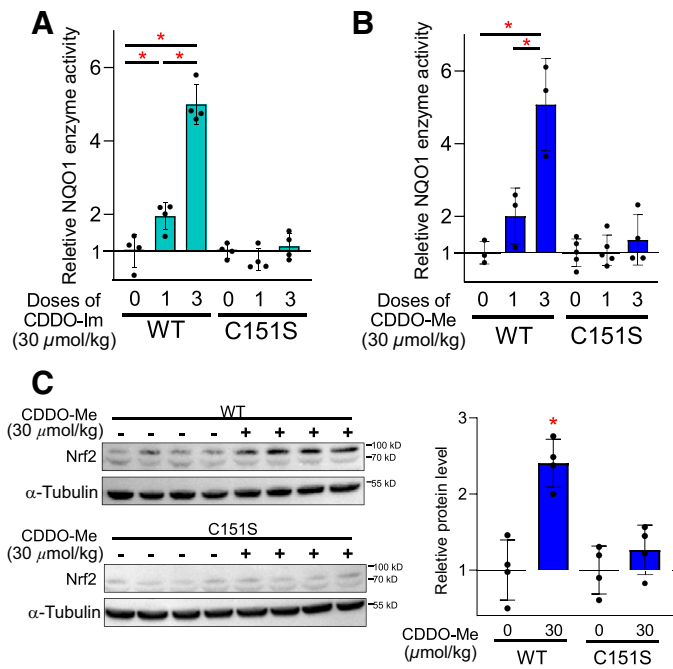 A
Reletive NQO1 enzyme activity
6
4
2
1
*
*
*
Doses of
CDDO-Im
(30 µmol/kg)
0 1 3 0 1 3
WT C151S
B
Reletive NQO1 enzyme activity
6
4
2
1
*
*
Doses of
CDDO-Me
(30 µmol/kg)
0 1 3 0 1 3
WT C151S
C
CDDO-Me
(30 µmol/kg)
WT
- - - - + + + +
Nrf2
100 kD
70 kD
α-Tubulin
55 kD
CDDO-Me
(30 µmol/kg)
C151S
- - - - + + + +
Nrf2
100 kD
70 kD
α-Tubulin
55 kD
Relative protein level
3
2
1
*
CDDO-Me
(µmol/kg)
0 30 0 30
WT C151S